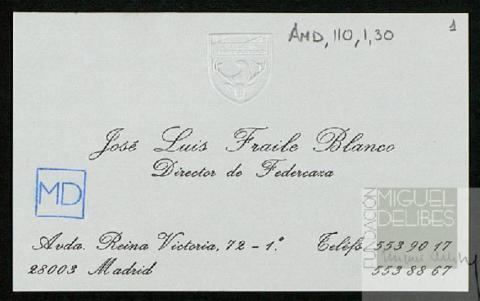 AMD, 110, 1, 30
1
José Luis Fraile Blanco
Director de Federcaza
MD
Avda. Reina Victoria, 72 - 1.º
28003 Madrid
Teléfs. 553 90 17
553 88 67
FUNDACIÓN
MIGUEL
DELIBES